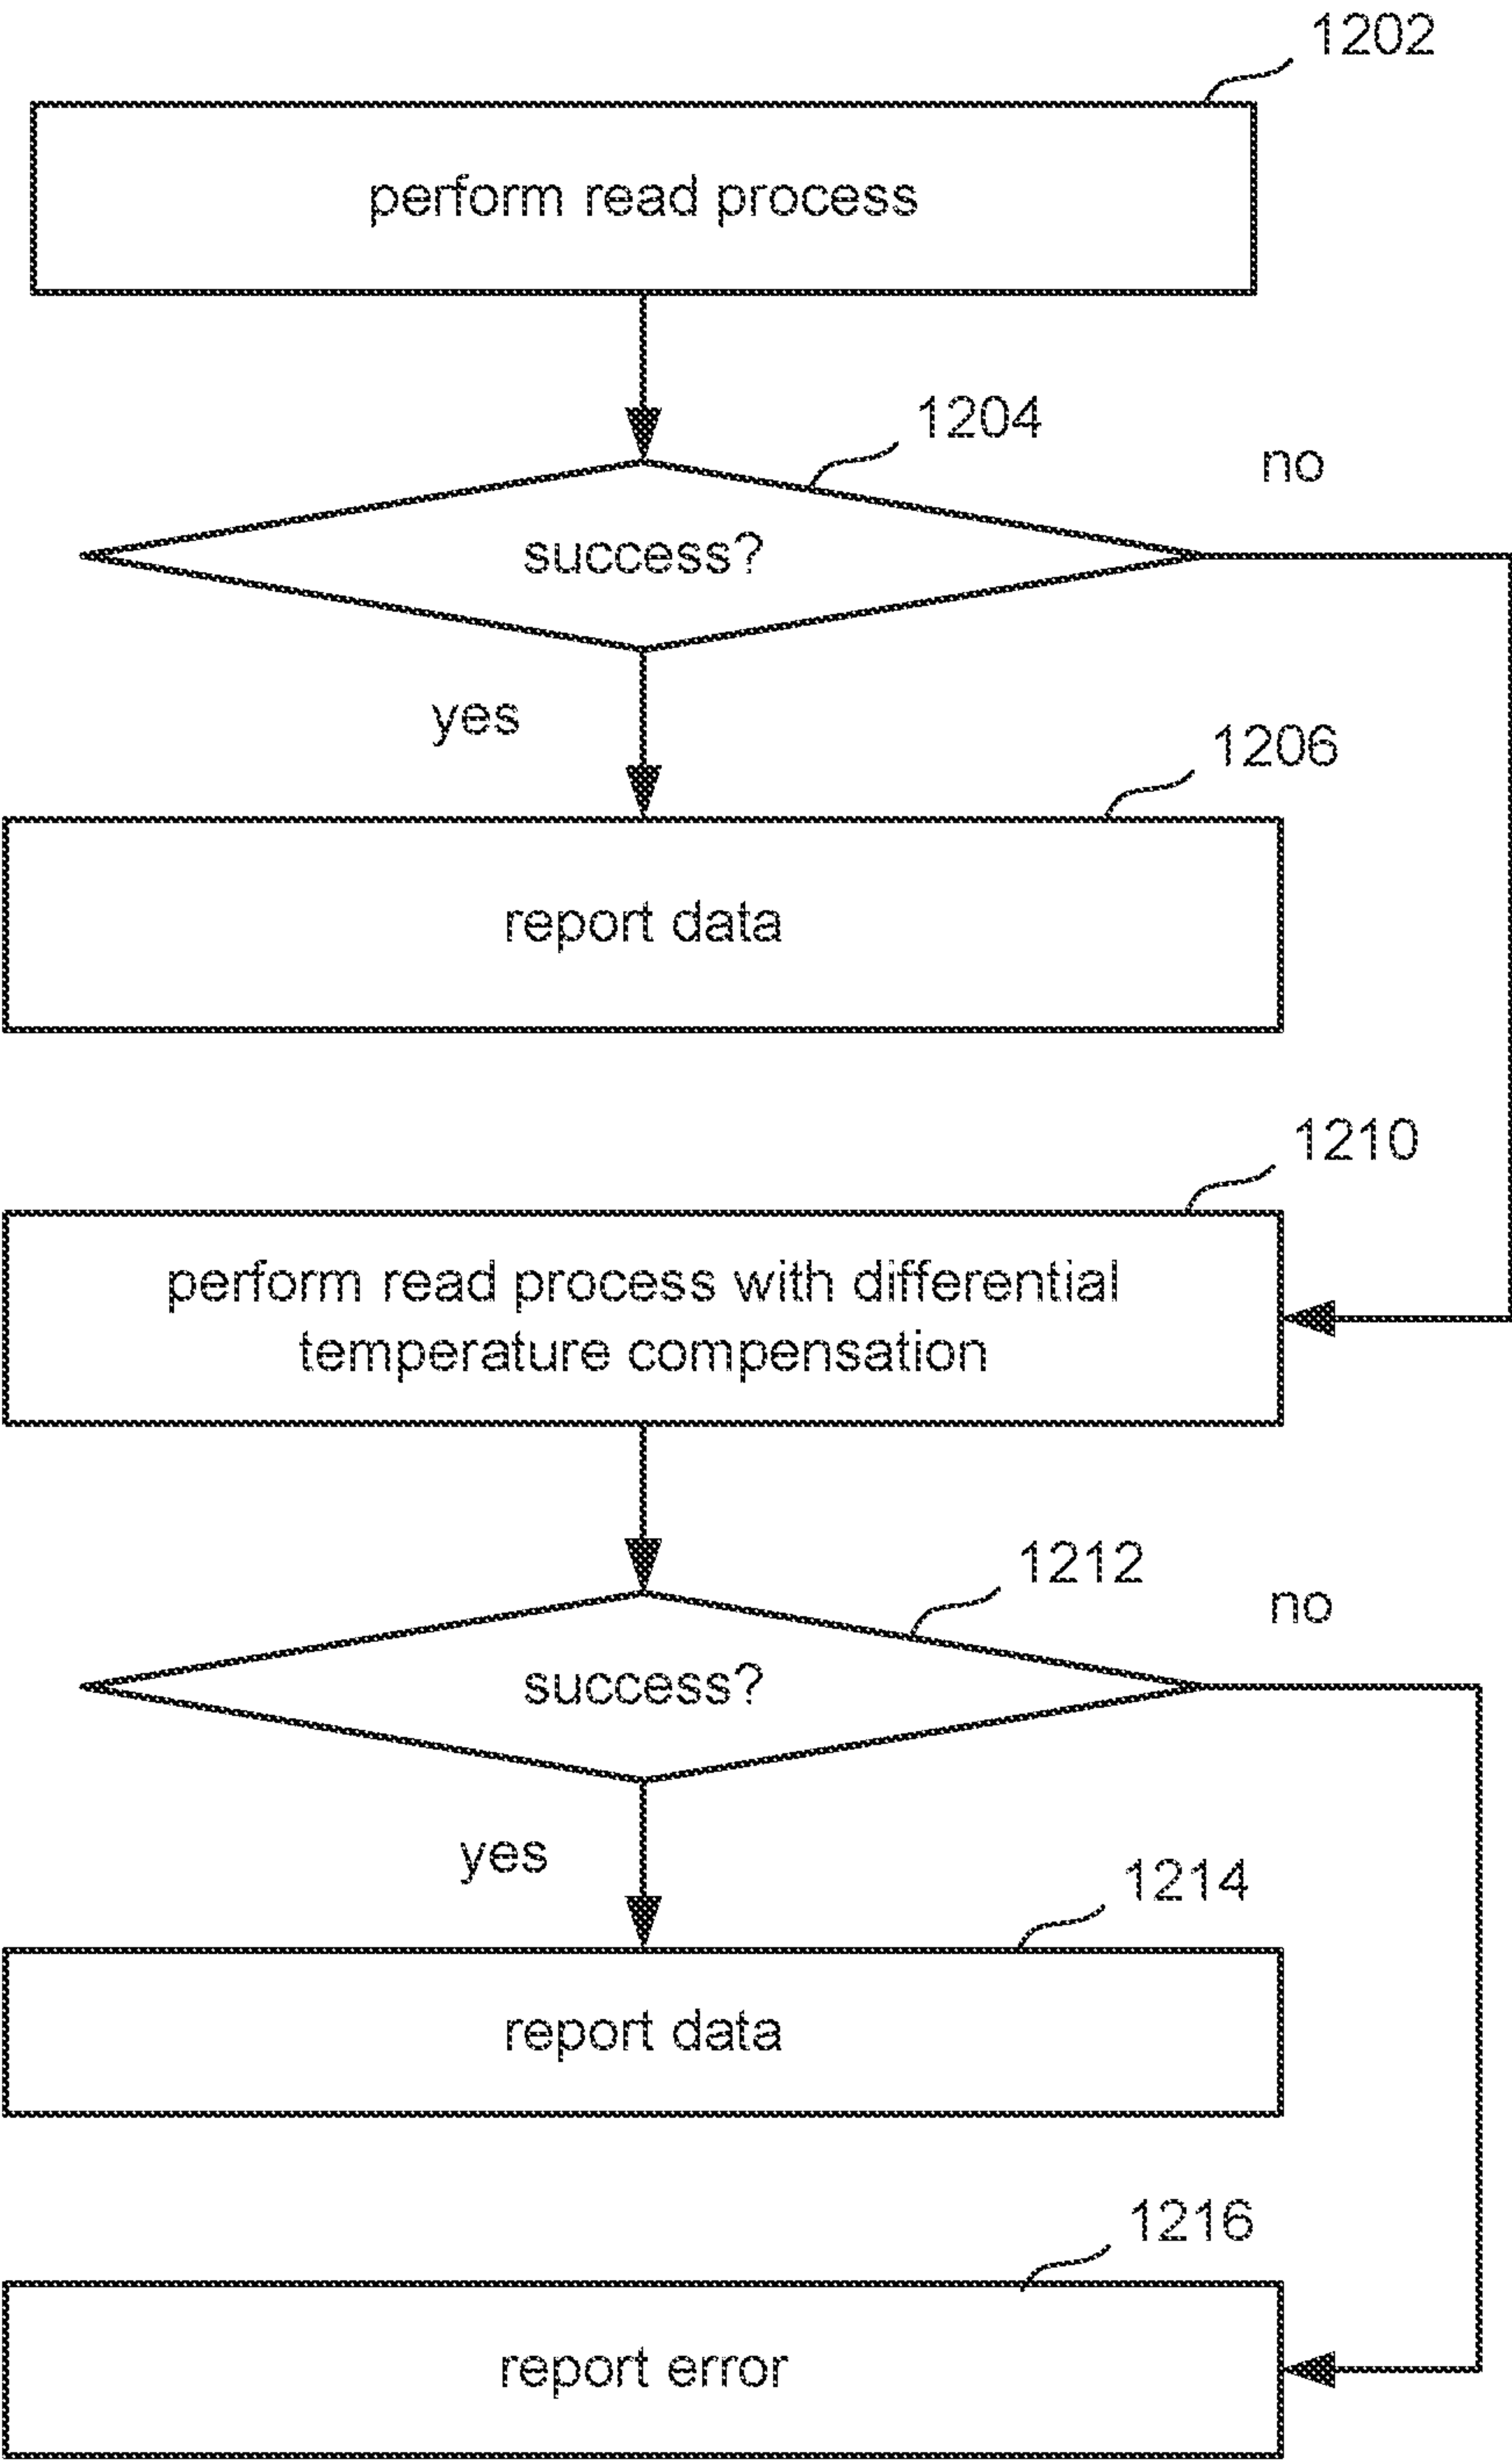 1202
perform read process
1204
no
success?
yes
1206
report data
1210
perform read process with differential
temperature compensation
1212
no
success?
yes
1214
report data
1216
report error